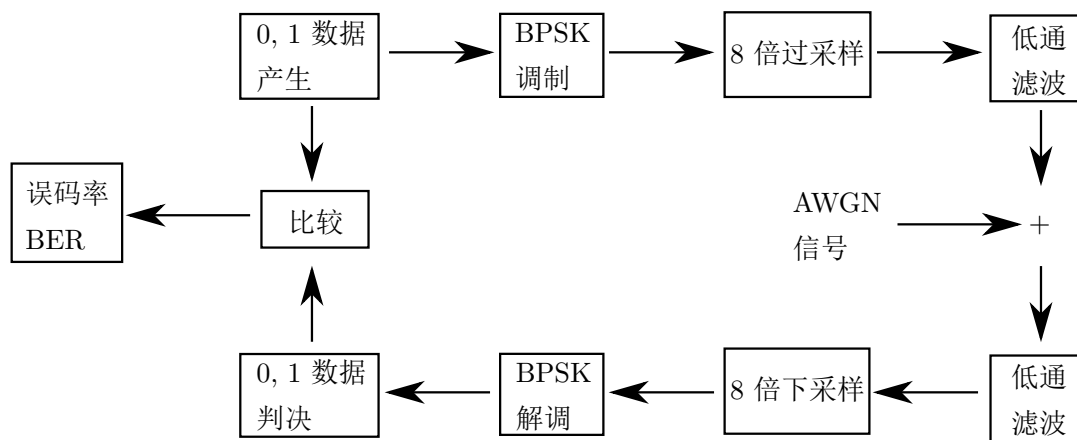 0, 1 数据
产生
BPSK
调制
8 倍过采样
低通
滤波
误码率
BER
比较
AWGN
信号
+
0, 1 数据
判决
BPSK
解调
8 倍下采样
低通
滤波